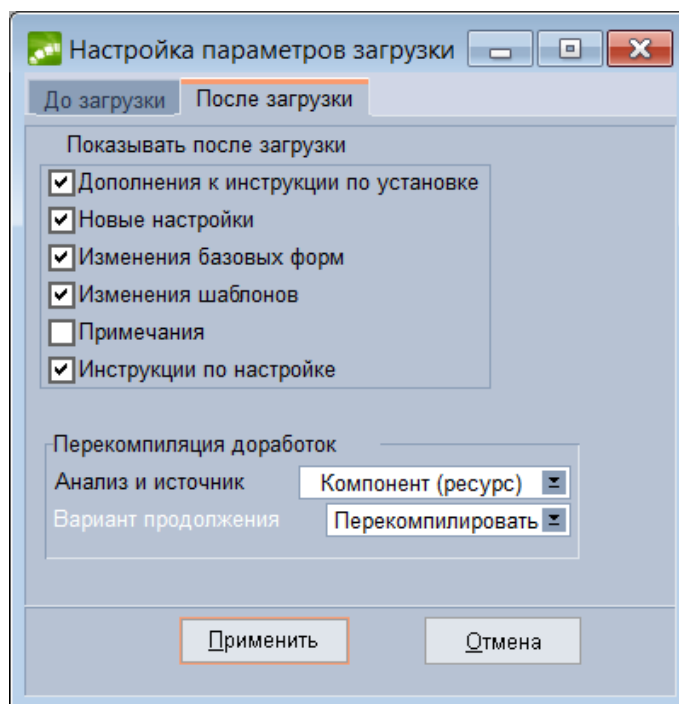 Настройка параметров загрузки
До загрузки После загрузки
Показывать после загрузки
Дополнения к инструкции по установке
Новые настройки
Изменения базовых форм
Изменения шаблонов
Примечания
Инструкции по настройке
Перекомпиляция доработок
Анализ и источник Компонент (ресурс)
Вариант продолжения Перекомпилировать
Применить Отмена